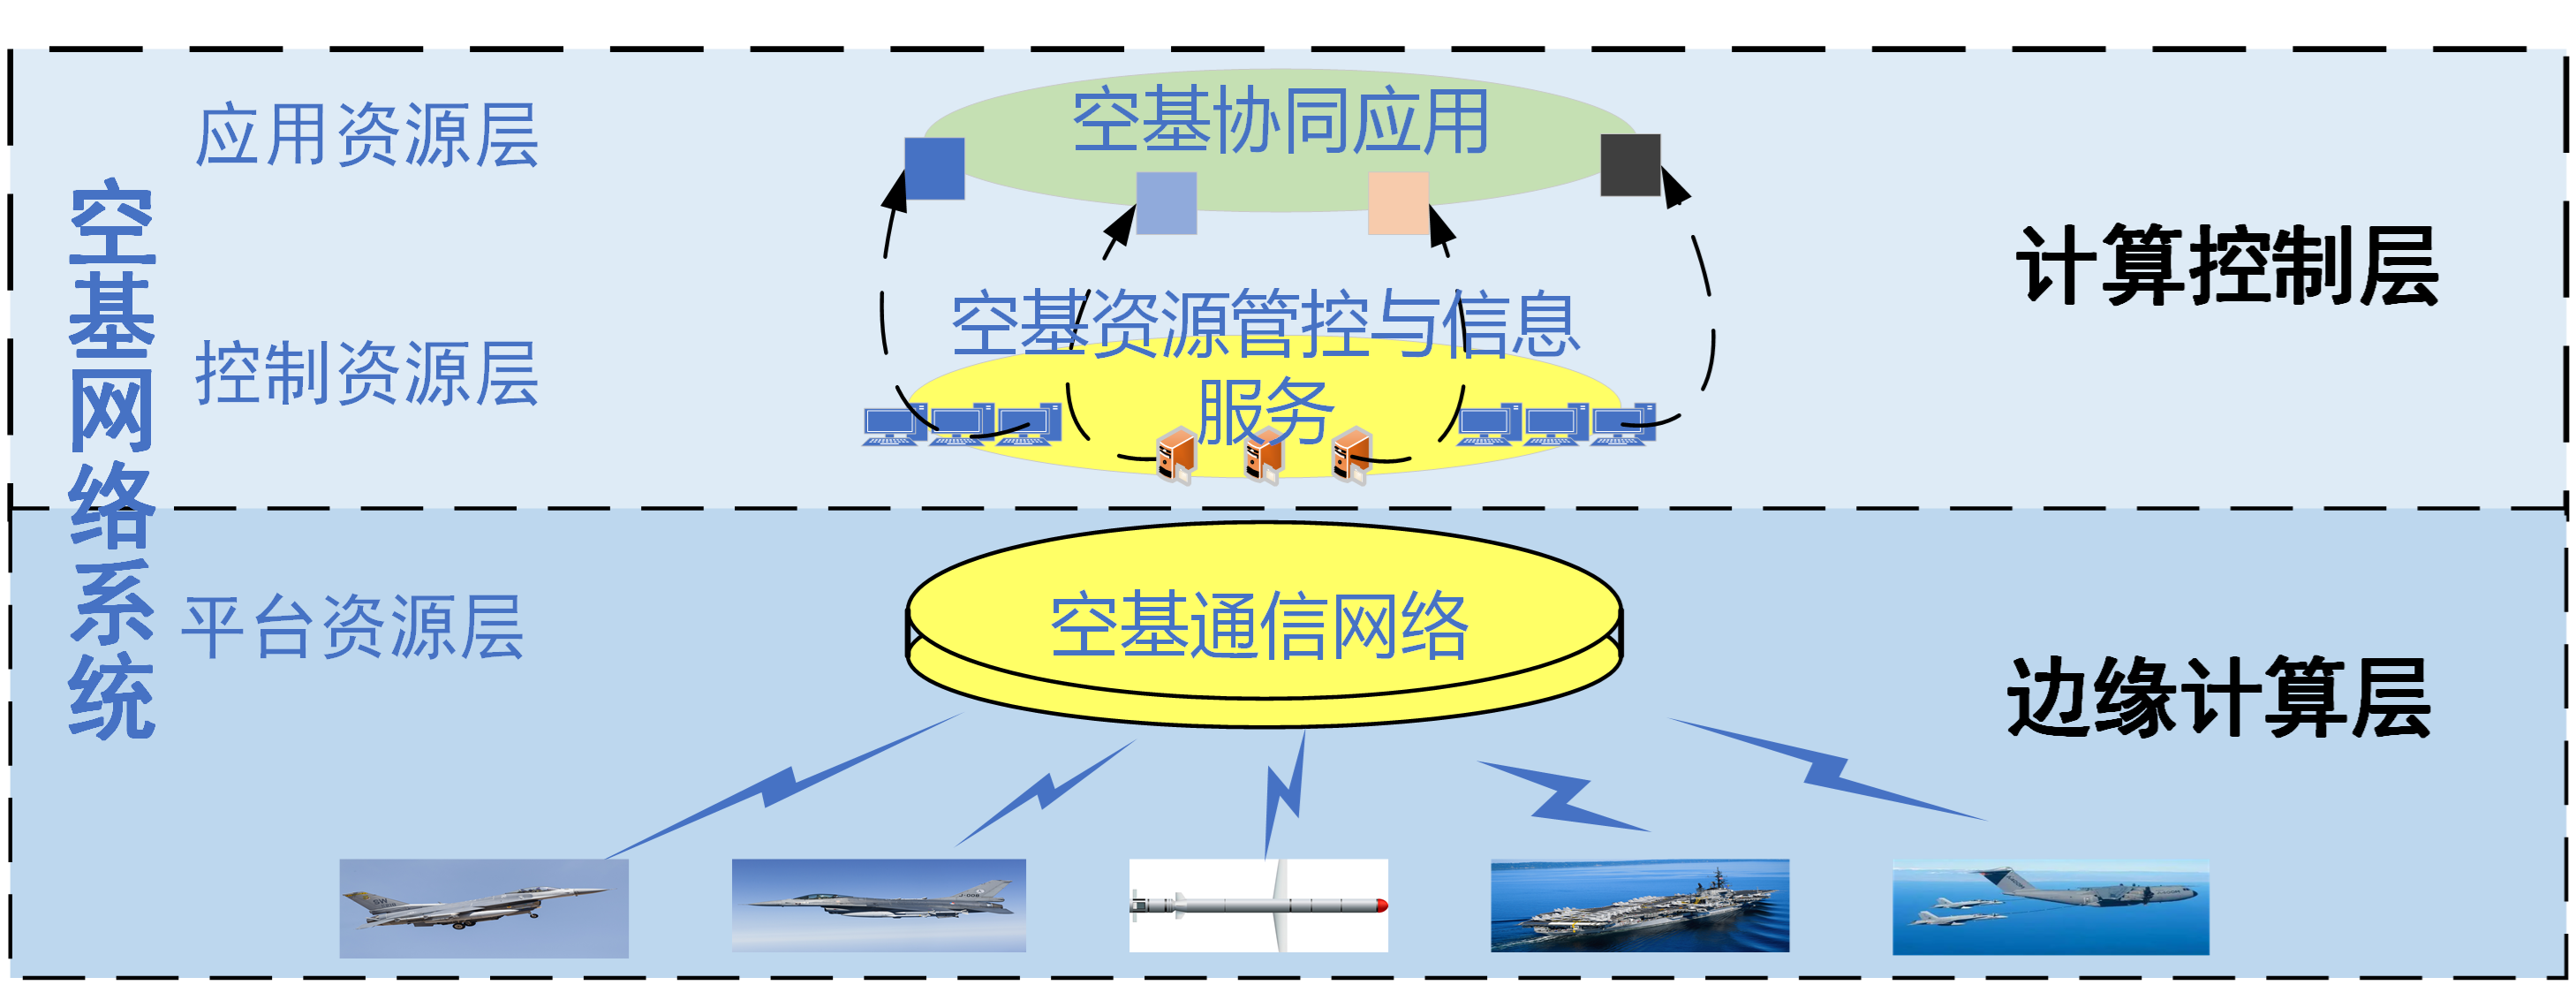 应用资源层
空基协同应用
空基网络系统
计算控制层
空基资源管控与信息
服务
控制资源层
平台资源层
空基通信网络
边缘计算层
SW
J-008